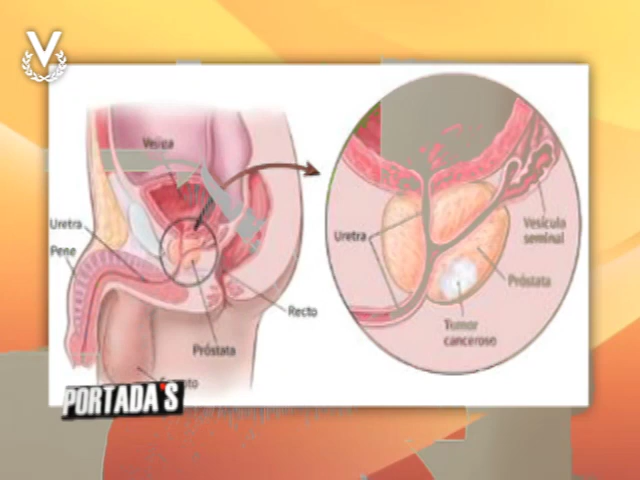 V
Vejiga
Uretra
Pene
Recto
Próstata
PORTADA'S
Uretra
Vesícula
seminal
Próstata
Tumor
canceroso